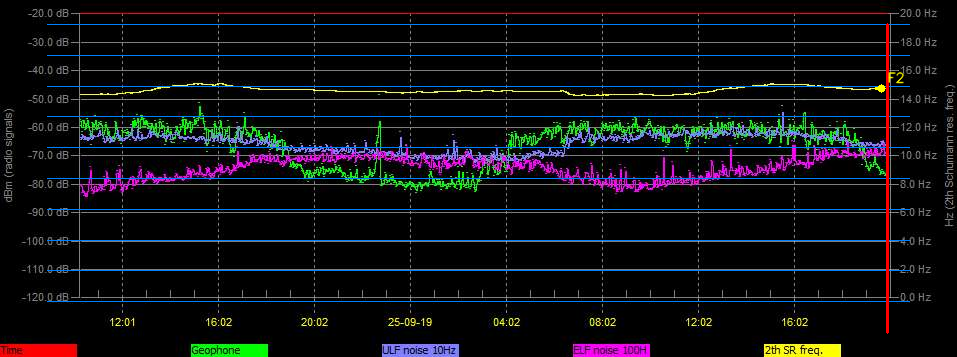 -20.0 dB 20.0 Hz
-30.0 dB 18.0 Hz
-40.0 dB 16.0 Hz
F2
-50.0 dB 14.0 Hz
-60.0 dB 12.0 Hz
-70.0 dB 10.0 Hz
-80.0 dB 8.0 Hz
-90.0 dB 6.0 Hz
-100.0 dB 4.0 Hz
-110.0 dB 2.0 Hz
-120.0 dB 0.0 Hz
dBm (radio signals)
Hz (2th Schumann res. freq.)
12:01 16:02 20:02 25-09-19 04:02 08:02 12:02 16:02
Time Geophone ULF noise 10Hz ELF noise 100H 2th SR freq.